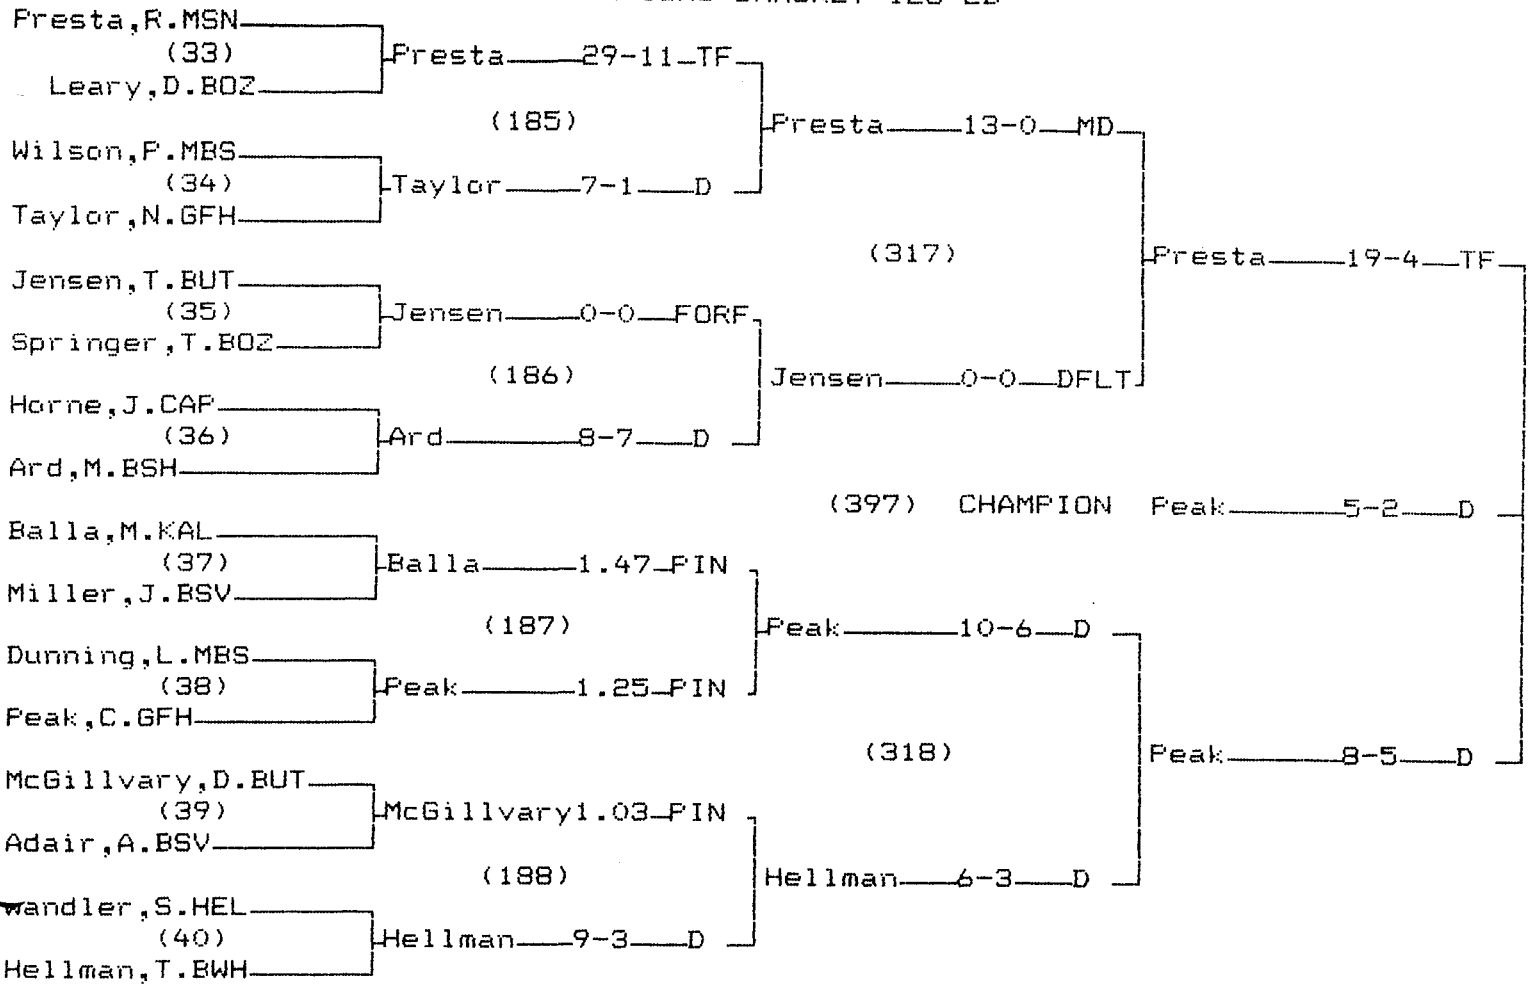 Presta,R.MSN
(33)
Presta 29-11 TF
Leary,D.BOZ
(185)
Presta 13-0 MD
Wilson,P.MBS
(34)
Taylor 7-1 D
Taylor,N.GFH
(317)
Presta 19-4 TF
Jensen,T.BUT
(35)
Jensen 0-0 FORF
Springer,T.BOZ
(186)
Jensen 0-0 DFLT
Horne,J.CAP
(36)
Ard 8-7 D
Ard,M.BSH
(397) CHAMPION Peak 5-2 D
Balla,M.KAL
(37)
Balla 1.47 PIN
Miller,J.BSV
(187)
Peak 10-6 D
Dunning,L.MBS
(38)
Peak 1.25 PIN
Peak,C.GFH
(318)
Peak 8-5 D
McGillvary,D.BUT
(39)
McGillvary 1.03 PIN
Adair,A.BSV
(188)
Hellman 6-3 D
wandler,S.HEL
(40)
Hellman 9-3 D
Hellman,T.BWH